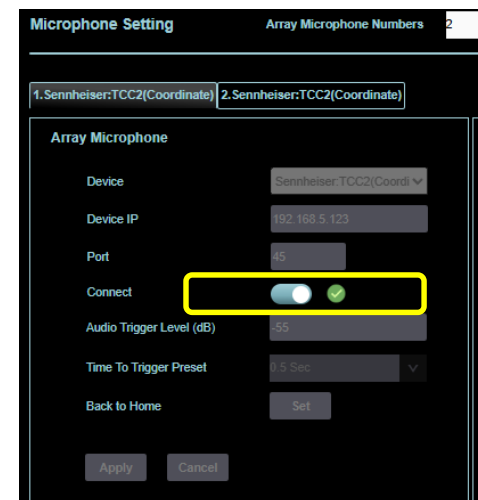 Microphone Setting Array Microphone Numbers 2
1.Sennheiser:TCC2(Coordinate) 2.Sennheiser:TCC2(Coordinate)
Array Microphone
Device Sennheiser:TCC2(Coordi
Device IP 192.168.5.123
Port 45
Connect
Audio Trigger Level (dB) -55
Time To Trigger Preset 0.5 Sec
Back to Home Set
Apply Cancel